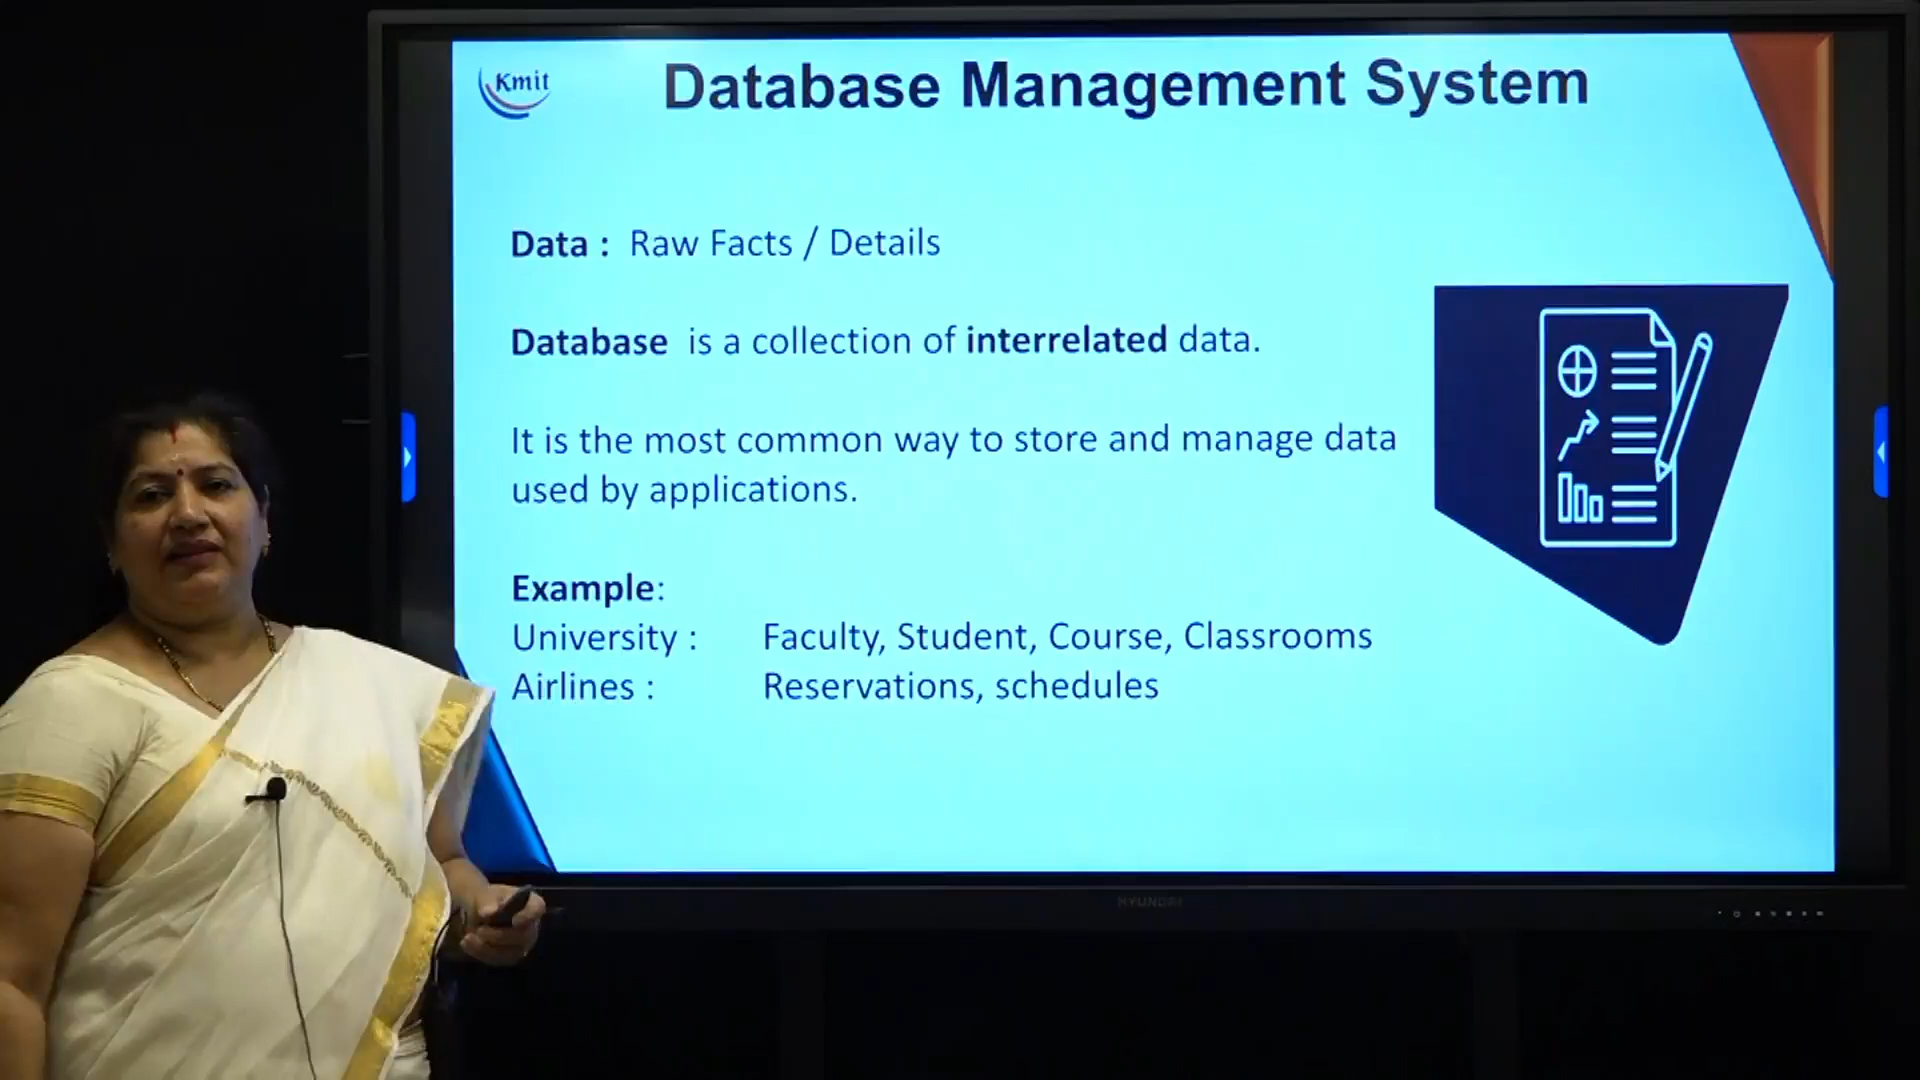 Kmit
Database Management System
Data : Raw Facts / Details
Database is a collection of interrelated data.
It is the most common way to store and manage data
used by applications.
Example:
University : Faculty, Student, Course, Classrooms
Airlines : Reservations, schedules
HYUNDAI